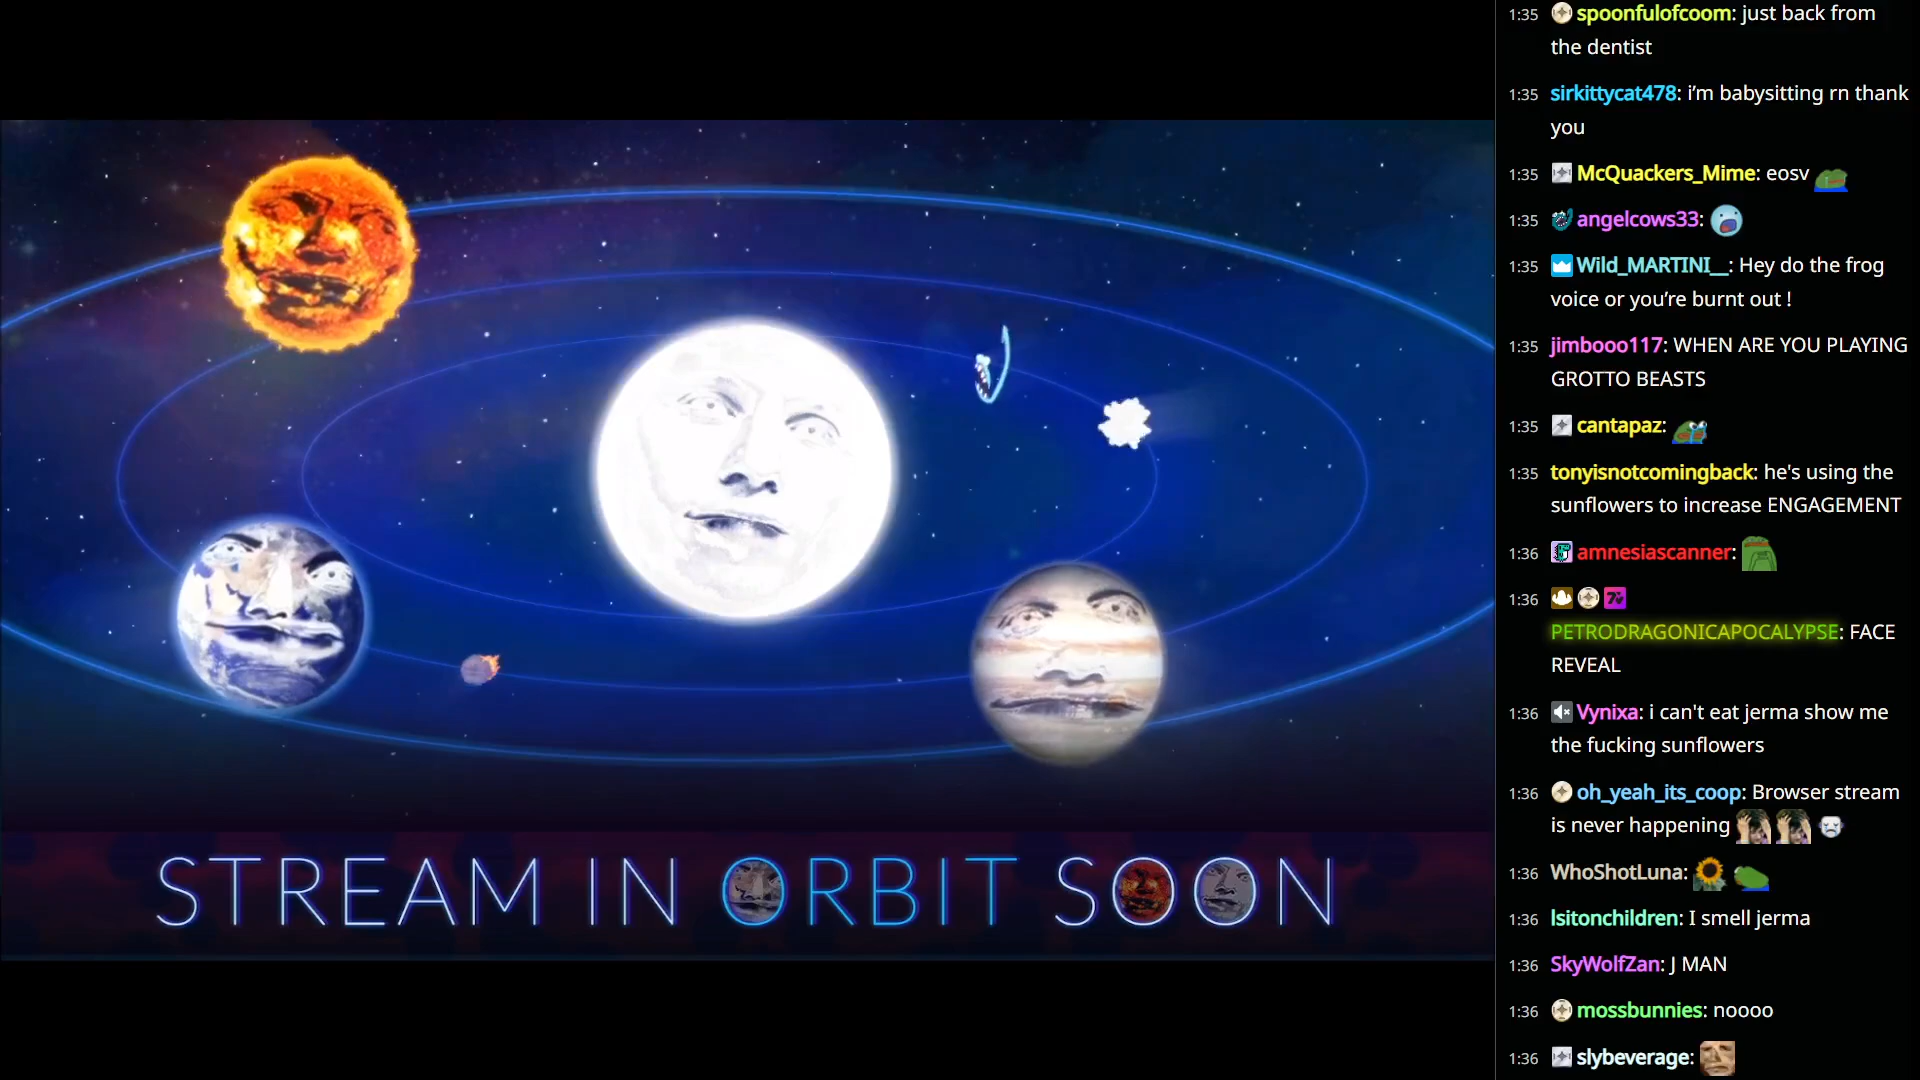 STREAM IN ORBIT SOON
1:35 spoonfulofcoom: just back from
the dentist
1:35 sirkittycat478: i’m babysitting rn thank
you
1:35 McQuackers_Mime: eosv
1:35 angelcows33:
1:35 Wild_MARTINI__: Hey do the frog
voice or you’re burnt out !
1:35 jimbooo117: WHEN ARE YOU PLAYING
GROTTO BEASTS
1:35 cantapaz:
1:35 tonyisnotcomingback: he's using the
sunflowers to increase ENGAGEMENT
1:36 amnesiascanner:
1:36
PETRODRAGONICAPOCALYPSE: FACE
REVEAL
1:36 Vynixa: i can't eat jerma show me
the fucking sunflowers
1:36 oh_yeah_its_coop: Browser stream
is never happening
1:36 WhoShotLuna:
1:36 lsitonchildren: I smell jerma
1:36 SkyWolfZan: J MAN
1:36 mossbunnies: noooo
1:36 slybeverage: